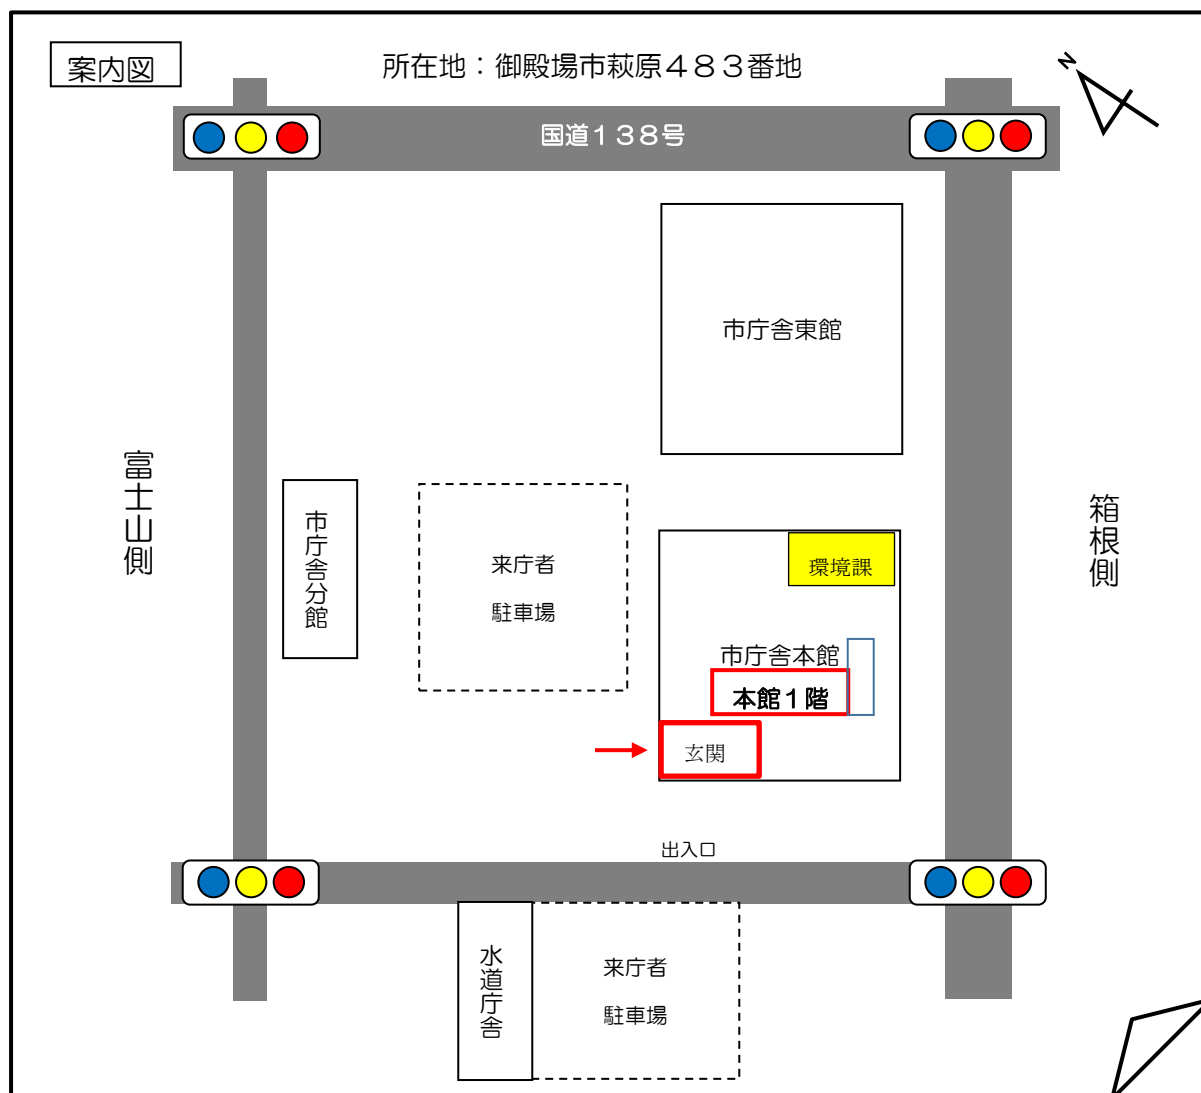 案内図
所在地：御殿場市萩原４８３番地
N
国道１３８号
市庁舎東館
富士山側
箱根側
市庁舎分館
来庁者
駐車場
環境課
市庁舎本館
本館１階
玄関
出入口
水道庁舎
来庁者
駐車場